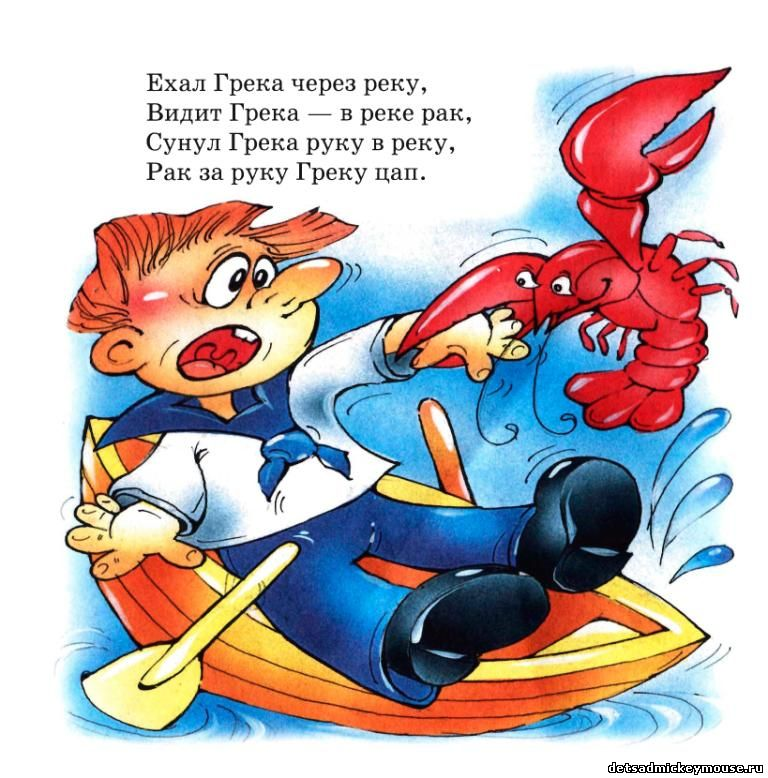 Ехал Грека через реку,
Видит Грека — в реке рак,
Сунул Грека руку в реку,
Рак за руку Греку цап.
detsadmickeymouse.ru